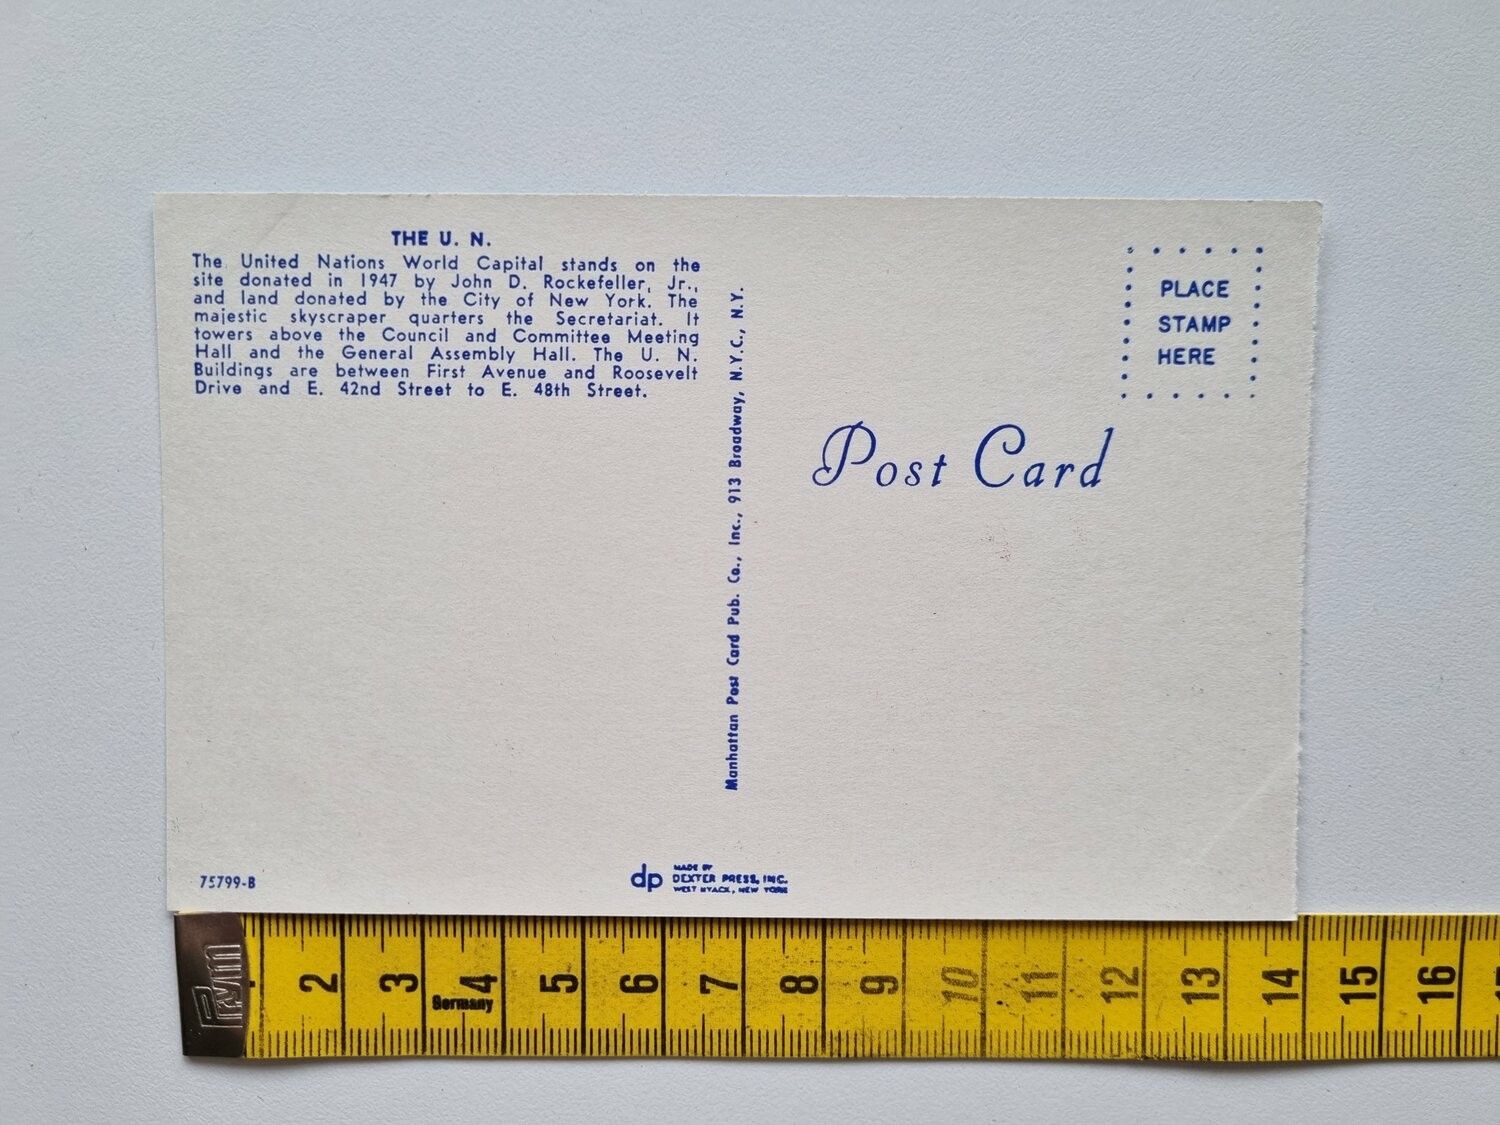 THE U. N.
The United Nations World Capital stands on the
site donated in 1947 by John D. Rockefeller, Jr.,
and land donated by the City of New York. The
majestic skyscraper quarters the Secretariat. It
towers above the Council and Committee Meeting
Hall and the General Assembly Hall. The U. N.
Buildings are between First Avenue and Roosevelt
Drive and E. 42nd Street to E. 48th Street.
Manhattan Post Card Pub. Co., Inc., 913 Broadway, N.Y.C., N.Y.
PLACE
STAMP
HERE
Post Card
75799-B
dp
MADE BY
DEXTER PRESS, INC.
WEST NYACK, NEW YORK
Prym
2 3 4 5 6 7 8 9 10 11 12 13 14 15 16
Germany